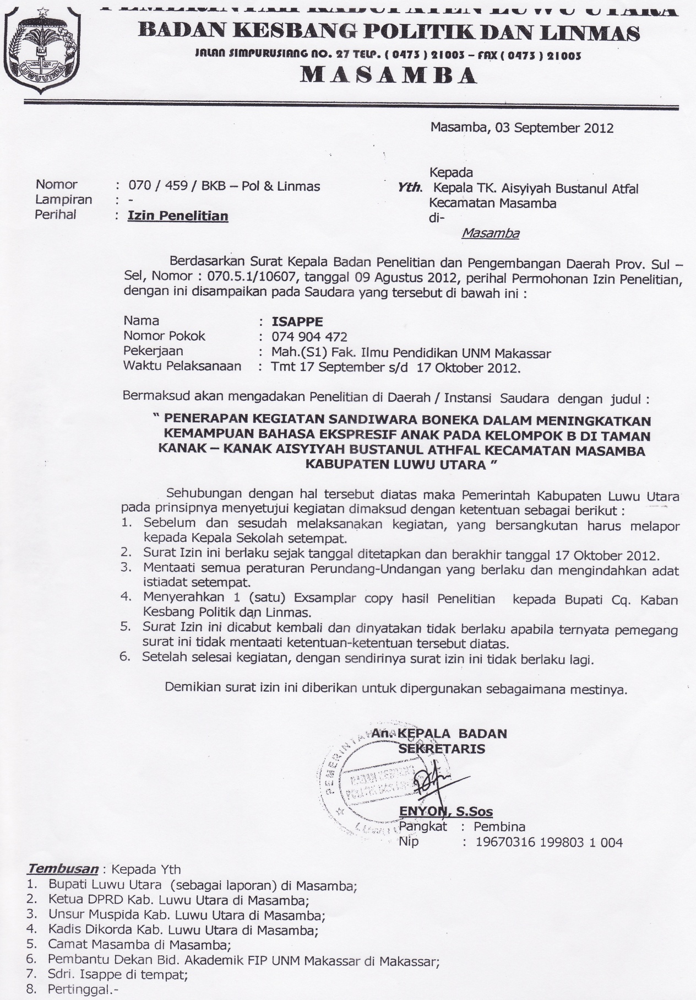 PEMERINTAH KABUPATEN LUWU UTARA
BADAN KESBANG POLITIK DAN LINMAS
JALAN SIMPURUSIANG NO. 27 TELP. ( 0473 ) 21003 – FAX ( 0473 ) 21003
MASAMBA
LUWU UTARA
Masamba, 03 September 2012
Kepada
Nomor : 070 / 459 / BKB – Pol & Linmas
Yth. Kepala TK. Aisyiyah Bustanul Atfal
Lampiran : -
Kecamatan Masamba
Perihal : Izin Penelitian
di-
Masamba
Berdasarkan Surat Kepala Badan Penelitian dan Pengembangan Daerah Prov. Sul –
Sel, Nomor : 070.5.1/10607, tanggal 09 Agustus 2012, perihal Permohonan Izin Penelitian,
dengan ini disampaikan pada Saudara yang tersebut di bawah ini :
Nama : ISAPPE
Nomor Pokok : 074 904 472
Pekerjaan : Mah.(S1) Fak. Ilmu Pendidikan UNM Makassar
Waktu Pelaksanaan : Tmt 17 September s/d 17 Oktober 2012.
Bermaksud akan mengadakan Penelitian di Daerah / Instansi Saudara dengan judul :
“ PENERAPAN KEGIATAN SANDIWARA BONEKA DALAM MENINGKATKAN
KEMAMPUAN BAHASA EKSPRESIF ANAK PADA KELOMPOK B DI TAMAN
KANAK – KANAK AISYIYAH BUSTANUL ATHFAL KECAMATAN MASAMBA
KABUPATEN LUWU UTARA ”
Sehubungan dengan hal tersebut diatas maka Pemerintah Kabupaten Luwu Utara
pada prinsipnya menyetujui kegiatan dimaksud dengan ketentuan sebagai berikut :
1. Sebelum dan sesudah melaksanakan kegiatan, yang bersangkutan harus melapor
kepada Kepala Sekolah setempat.
2. Surat Izin ini berlaku sejak tanggal ditetapkan dan berakhir tanggal 17 Oktober 2012.
3. Mentaati semua peraturan Perundang-Undangan yang berlaku dan mengindahkan adat
istiadat setempat.
4. Menyerahkan 1 (satu) Exsamplar copy hasil Penelitian kepada Bupati Cq. Kaban
Kesbang Politik dan Linmas.
5. Surat Izin ini dicabut kembali dan dinyatakan tidak berlaku apabila ternyata pemegang
surat ini tidak mentaati ketentuan-ketentuan tersebut diatas.
6. Setelah selesai kegiatan, dengan sendirinya surat izin ini tidak berlaku lagi.
Demikian surat izin ini diberikan untuk dipergunakan sebagaimana mestinya.
An. KEPALA BADAN
SEKRETARIS
PEMERINTAH
BADAN KESBANG
POLITIK DAN
LUWU
ENYON, S.Sos
Pangkat : Pembina
Nip : 19670316 199803 1 004
Tembusan : Kepada Yth
1. Bupati Luwu Utara (sebagai laporan) di Masamba;
2. Ketua DPRD Kab. Luwu Utara di Masamba;
3. Unsur Muspida Kab. Luwu Utara di Masamba;
4. Kadis Dikorda Kab. Luwu Utara di Masamba;
5. Camat Masamba di Masamba;
6. Pembantu Dekan Bid. Akademik FIP UNM Makassar di Makassar;
7. Sdri. Isappe di tempat;
8. Pertinggal.-